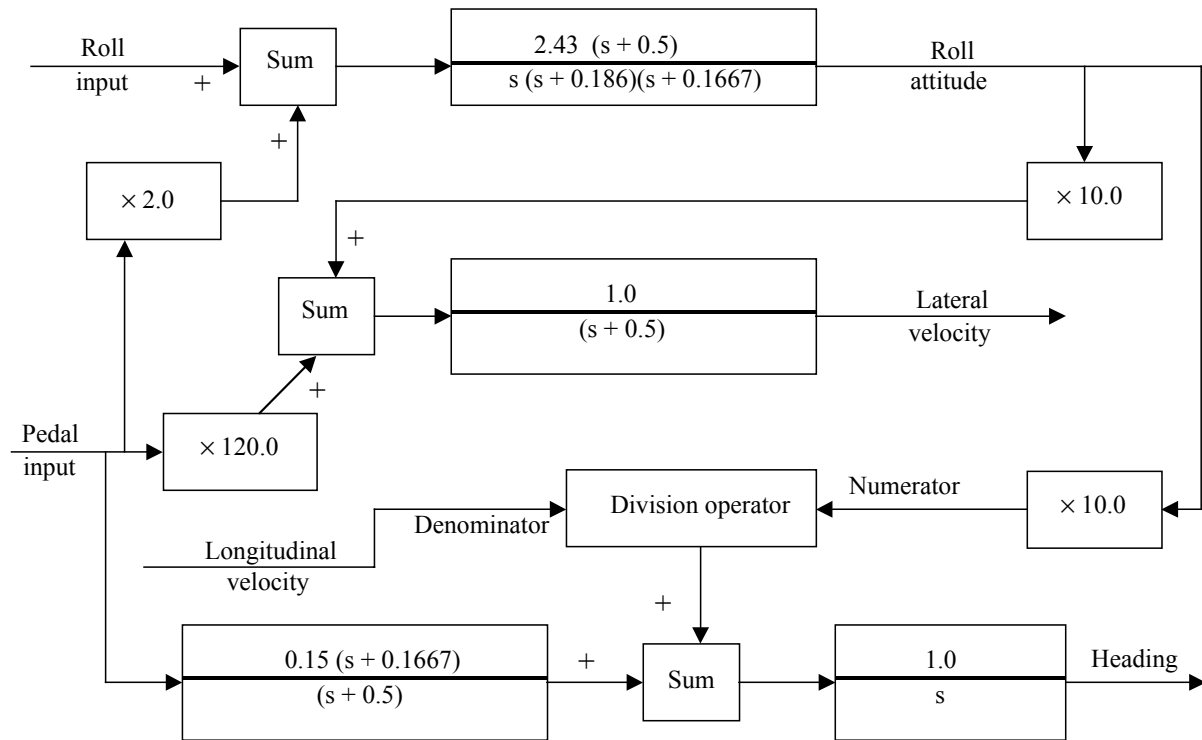 Roll
input
+
Sum
2.43 (s + 0.5)
s (s + 0.186)(s + 0.1667)
Roll
attitude
+
× 2.0
× 10.0
+
Sum
1.0
(s + 0.5)
Lateral
velocity
+
Pedal
input
× 120.0
Denominator
Division operator
Numerator
× 10.0
Longitudinal
velocity
+
0.15 (s + 0.1667)
(s + 0.5)
+
Sum
1.0
s
Heading